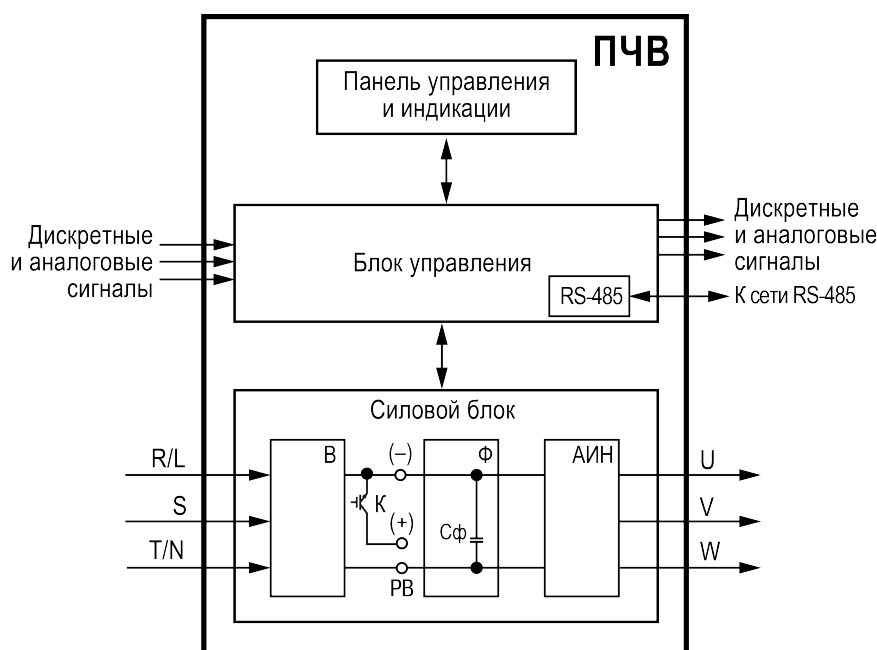 ПЧВ
Панель управления
и индикации
Дискретные
и аналоговые
сигналы
Блок управления
RS-485
Дискретные
и аналоговые
сигналы
К сети RS-485
Силовой блок
R/L
S
T/N
В
(–)
К
(+)
РВ
Ф
Сф
АИН
U
V
W